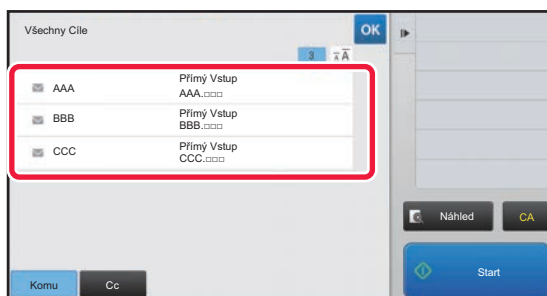 Všechny Cíle
OK
3
A A
AAA
Přímý Vstup
AAA.□□□
BBB
Přímý Vstup
BBB.□□□
CCC
Přímý Vstup
CCC.□□□
Náhled
CA
Start
Komu
Cc